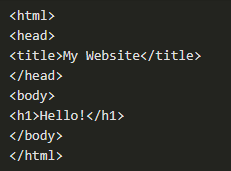 <html>
<head>
<title>My Website</title>
</head>
<body>
<h1>Hello!</h1>
</body>
</html>